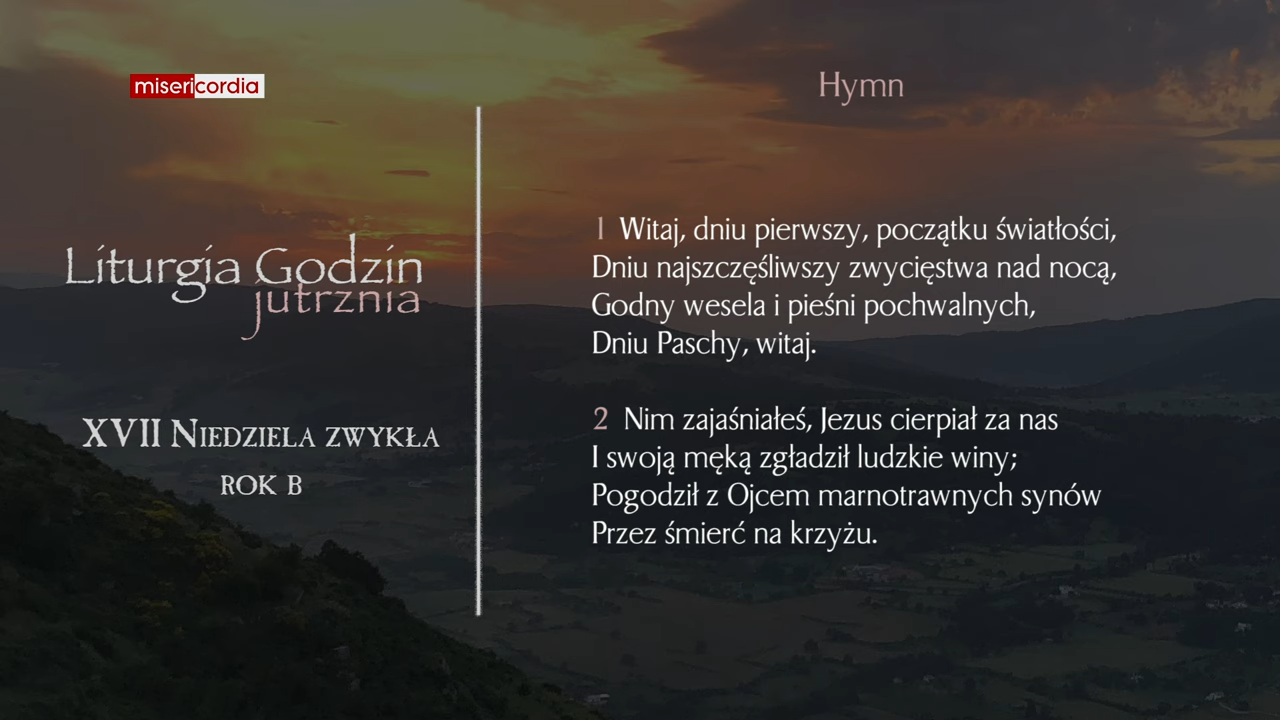 misericordia
Liturgia Godzin
jutrznia
XVII Niedziela zwykła
rok B
Hymn
1 Witaj, dniu pierwszy, początku światłości,
Dniu najszczęśliwszy zwycięstwa nad nocą,
Godny wesela i pieśni pochwalnych,
Dniu Paschy, witaj.
2 Nim zajaśniałeś, Jezus cierpiał za nas
I swoją męką zgładził ludzkie winy;
Pogodził z Ojcem marnotrawnych synów
Przez śmierć na krzyżu.